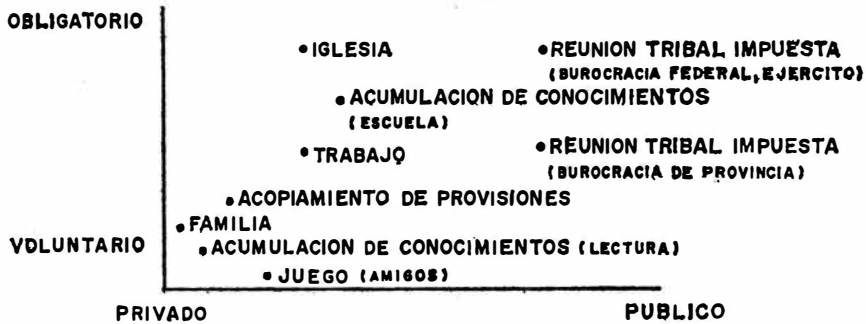 OBLIGATORIO
• IGLESIA
• REUNION TRIBAL IMPUESTA
(BUROCRACIA FEDERAL, EJERCITO)
• ACUMULACION DE CONOCIMIENTOS
(ESCUELA)
• TRABAJO
• REUNION TRIBAL IMPUESTA
(BUROCRACIA DE PROVINCIA)
• ACOPIAMIENTO DE PROVISIONES
• FAMILIA
VOLUNTARIO
• ACUMULACION DE CONOCIMIENTOS (LECTURA)
• JUEGO (AMIGOS)
PRIVADO
PUBLICO